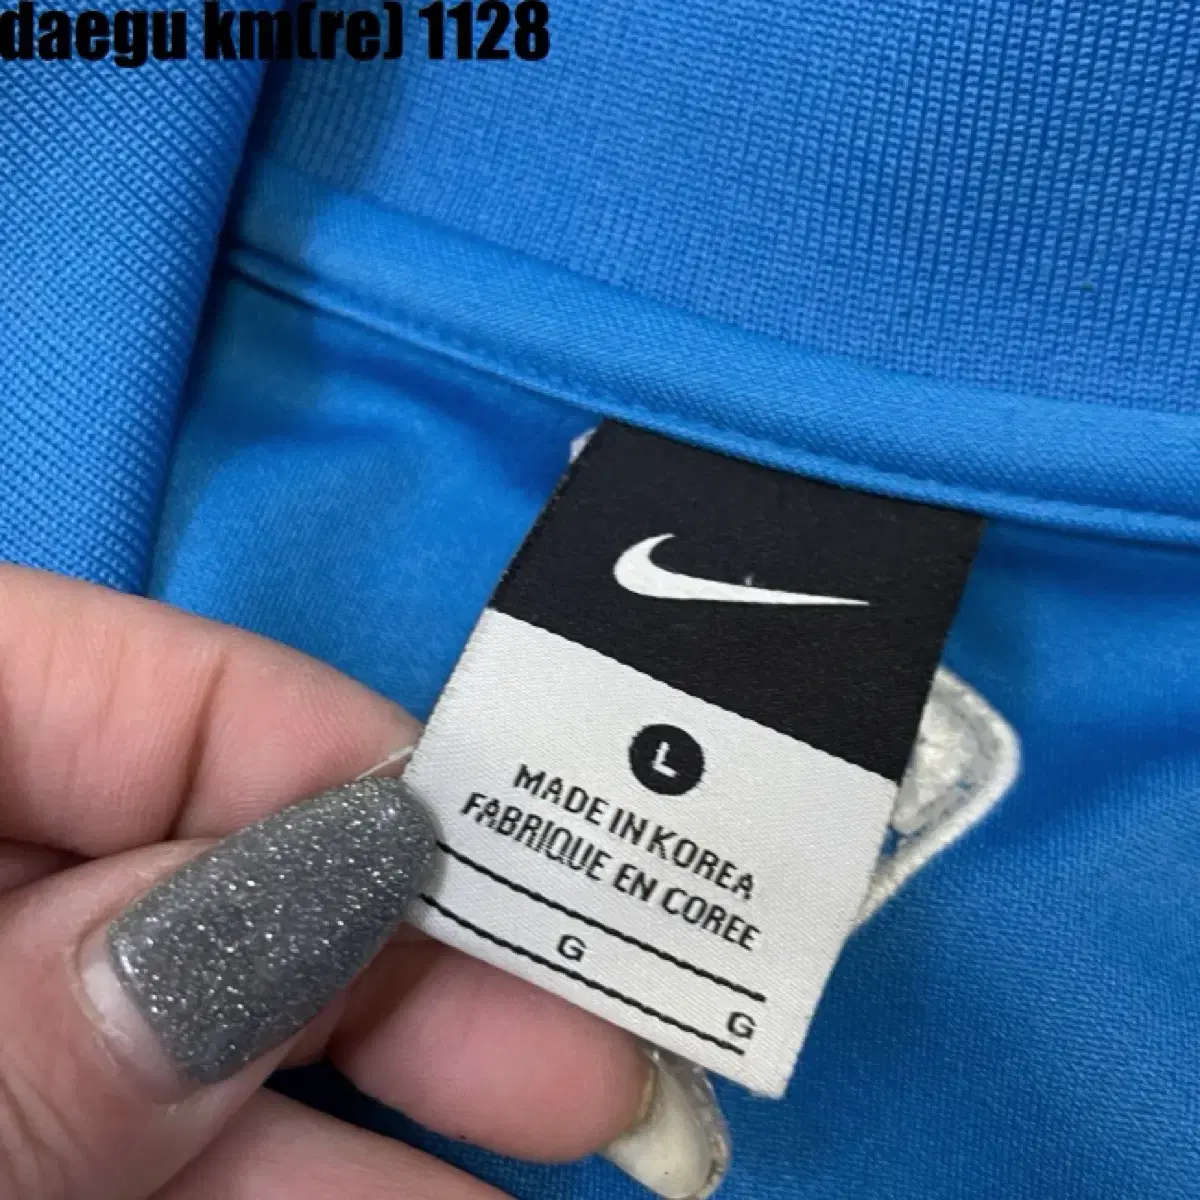 daegu km(re) 1128
L
MADE IN KOREA
FABRIQUE EN COREE
G
G